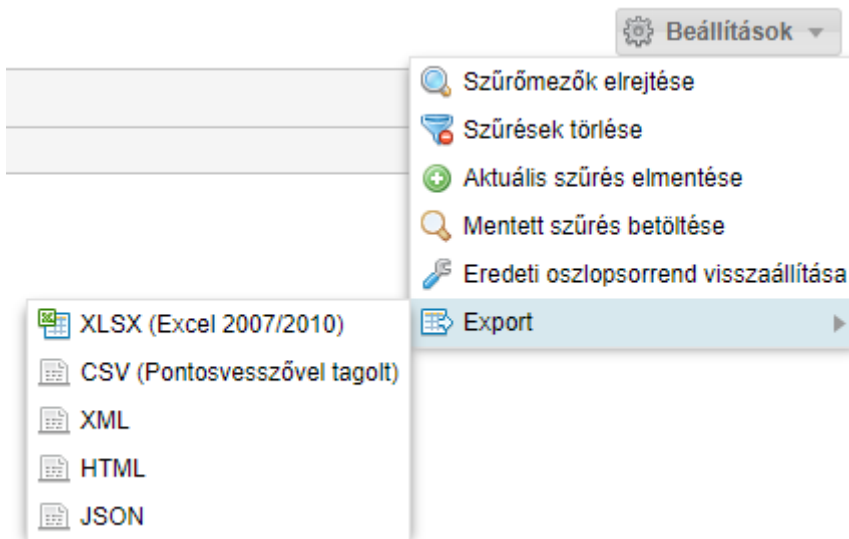 Beállítások
Szűrőmezők elrejtése
Szűrések törlése
Aktuális szűrés elmentése
Mentett szűrés betöltése
Eredeti oszlopsorrend visszaállítása
Export
XLSX (Excel 2007/2010)
CSV (Pontosvesszővel tagolt)
XML
HTML
JSON